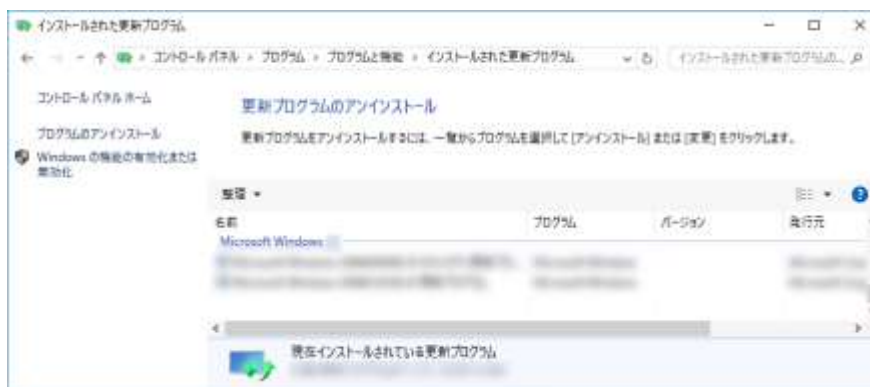 インストールされた更新プログラム
コントロール パネル › プログラム › プログラムと機能 › インストールされた更新プログラム
インストールされた更新プログラムの...
コントロール パネル ホーム
プログラムのアンインストール
Windows の機能の有効化または
無効化
更新プログラムのアンインストール
更新プログラムをアンインストールするには、一覧からプログラムを選択して [アンインストール] または [変更] をクリックします。
整理
名前 プログラム バージョン 発行元
Microsoft Windows
現在インストールされている更新プログラム